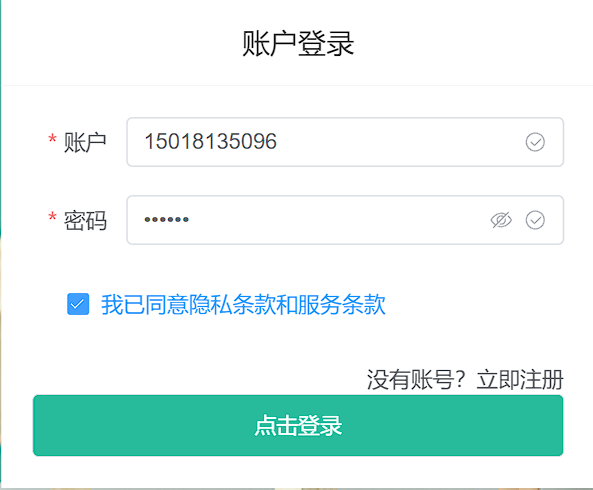 账户登录
* 账户 15018135096
* 密码 ••••••
我已同意隐私条款和服务条款
没有账号？立即注册
点击登录